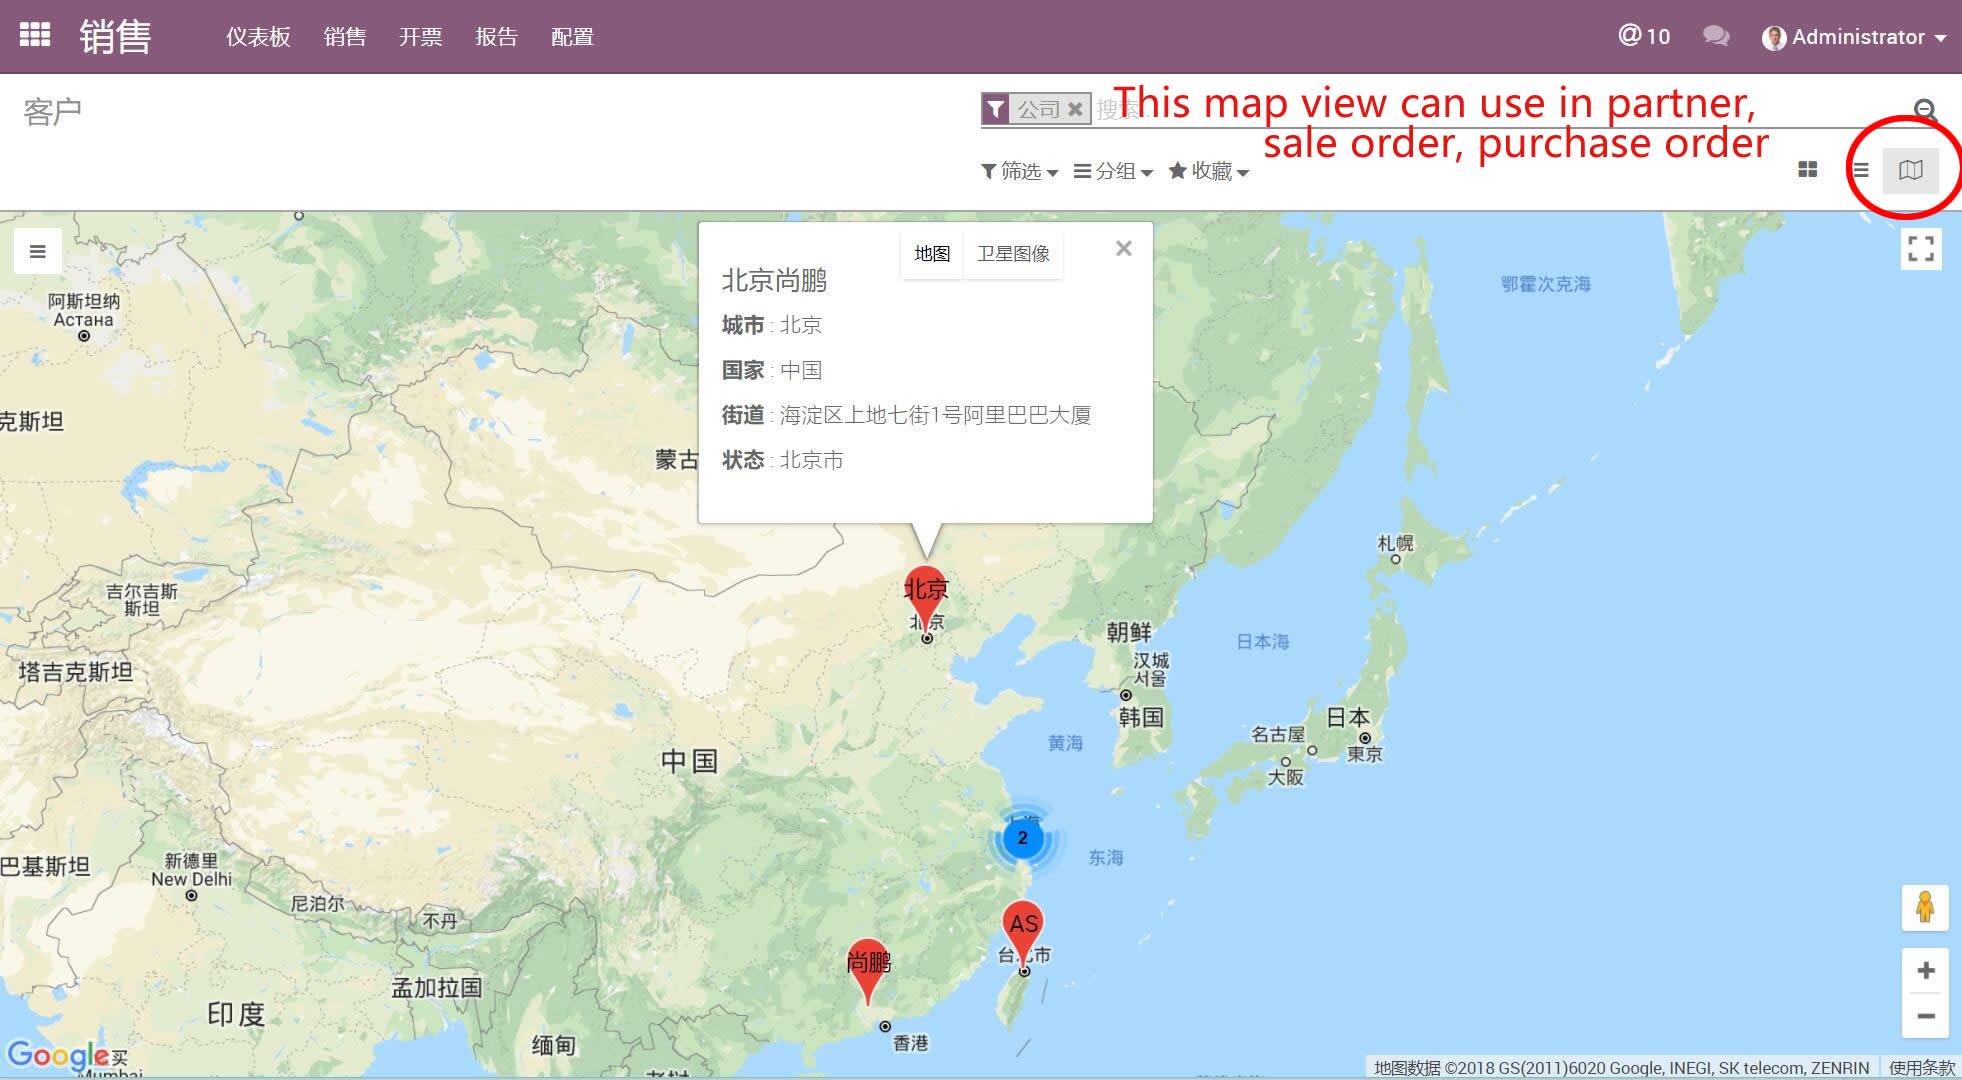 销售 仪表板 销售 开票 报告 配置 @10 Administrator
客户
公司 搜索...
This map view can use in partner,
sale order, purchase order
筛选 分组 收藏
地图 卫星图像
北京尚鹏
城市 : 北京
国家 : 中国
街道 : 海淀区上地七街1号阿里巴巴大厦
状态 : 北京市
鄂霍次克海
阿斯坦纳
Астана
克斯坦
蒙古
札幌
吉尔吉斯
斯坦
北京
北京
朝鲜
日本海
汉城
서울
塔吉克斯坦
韩国
日本
名古屋
東京
黄海
中国
大阪
上海
2
东海
巴基斯坦
新德里
New Delhi
尼泊尔
不丹
AS
台北市
尚鹏
孟加拉国
印度
缅甸
香港
Google
买
Mumbai
地图数据 ©2018 GS(2011)6020 Google, INEGI, SK telecom, ZENRIN 使用条款